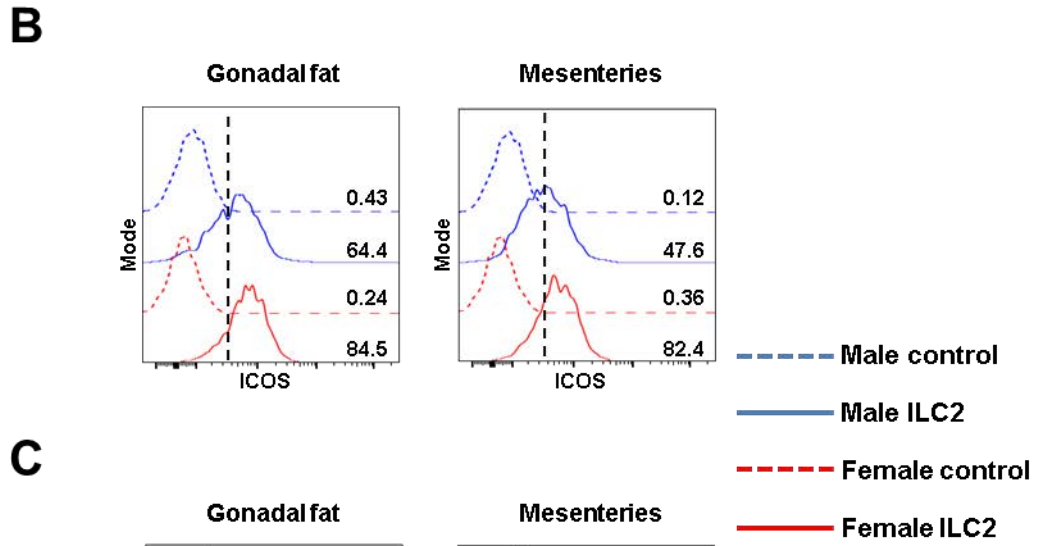 B
Gonadal fat
Mesenteries
Mode
0.43
64.4
0.24
84.5
ICOS
Mode
0.12
47.6
0.36
82.4
ICOS
Male control
Male ILC2
Female control
Female ILC2
C
Gonadal fat
Mesenteries